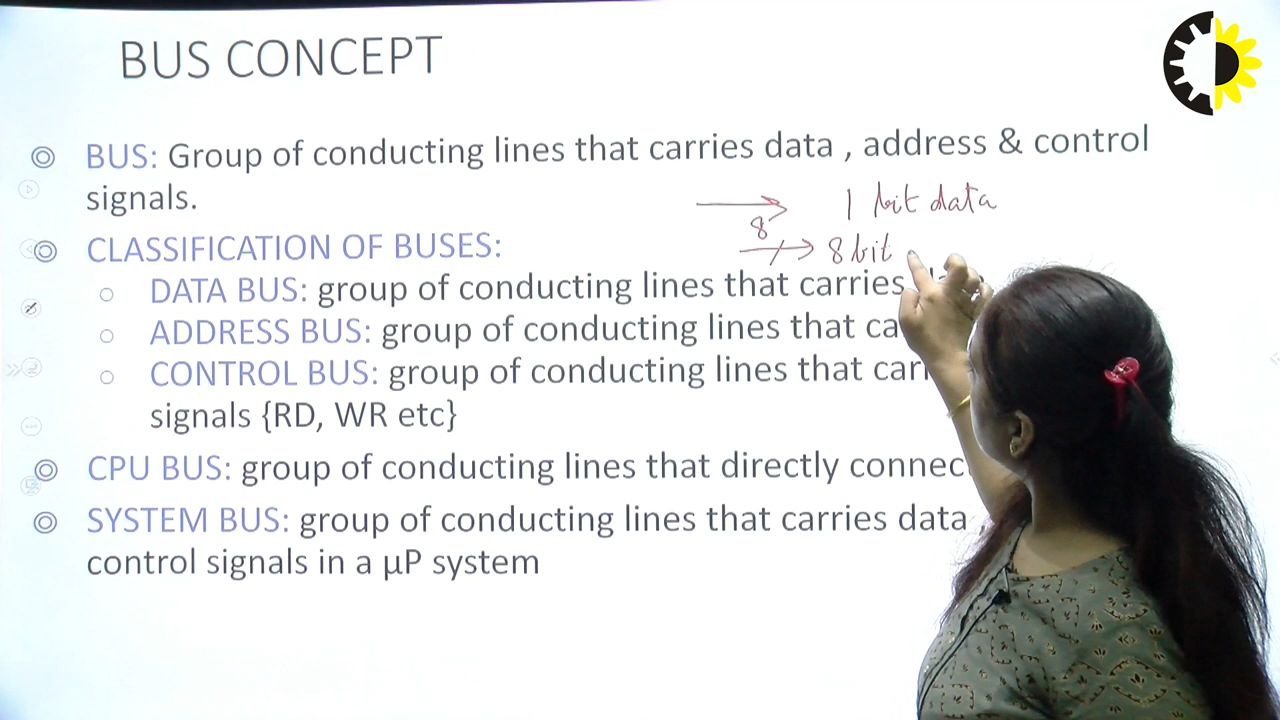 BUS CONCEPT
BUS: Group of conducting lines that carries data , address & control
signals.
1 bit data
8
8 bit
CLASSIFICATION OF BUSES:
DATA BUS: group of conducting lines that carries
ADDRESS BUS: group of conducting lines that
CONTROL BUS: group of conducting lines that
signals {RD, WR etc}
CPU BUS: group of conducting lines that directly
SYSTEM BUS: group of conducting lines that carries data
control signals in a µP system